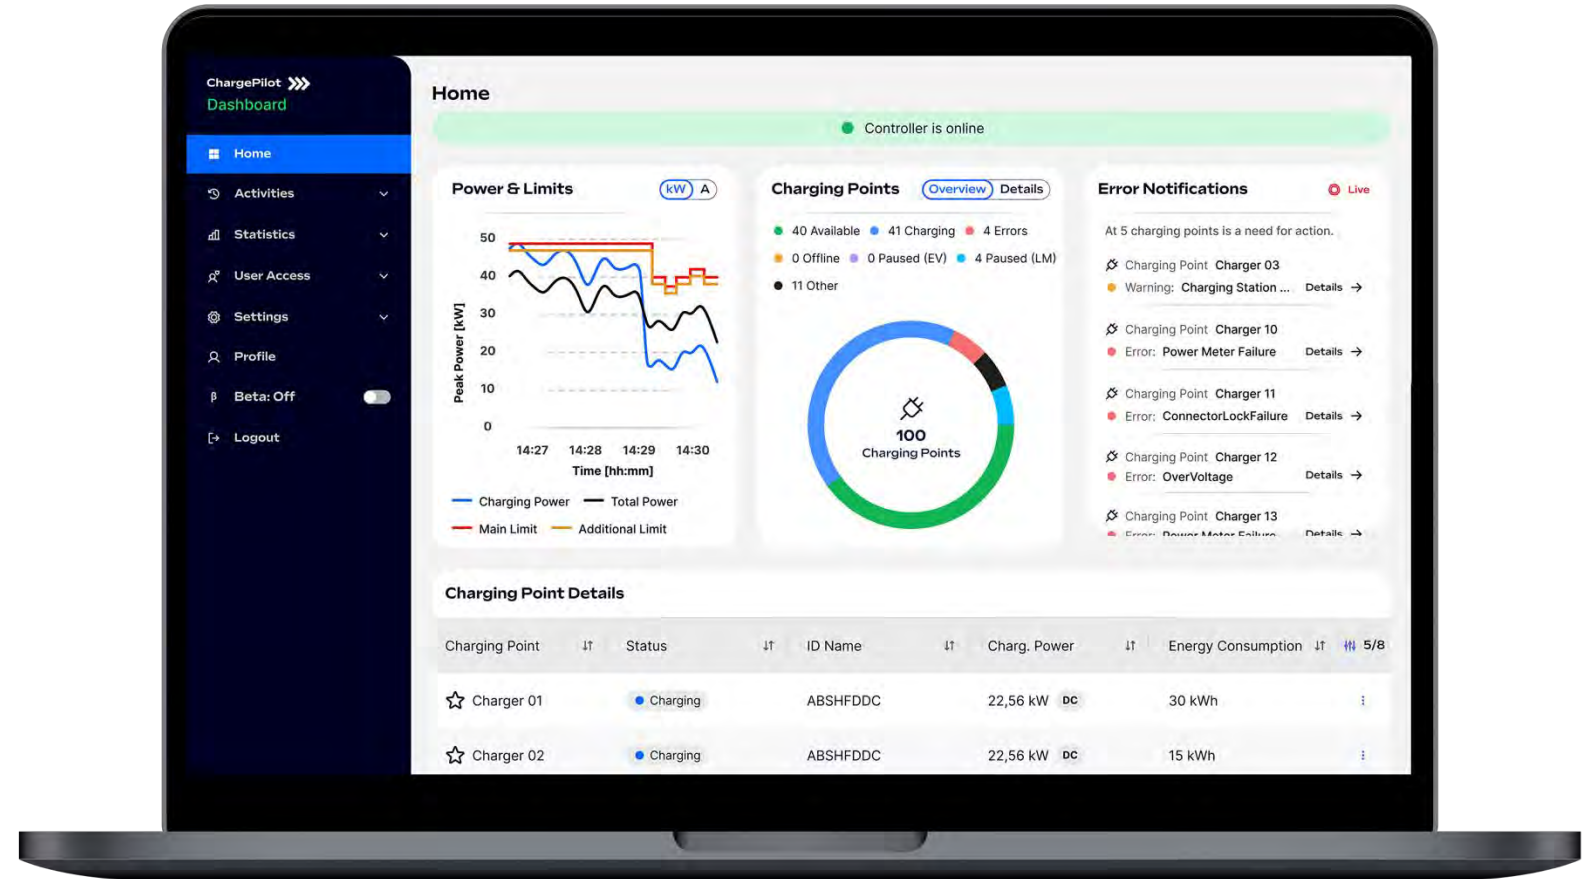 ChargePilot
Dashboard
Home
Activities
Statistics
User Access
Settings
Profile
β Beta: Off
Logout
Home
Controller is online
Power & Limits
kW A
50
40
30
20
10
0
Peak Power [kW]
14:27 14:28 14:29 14:30
Time [hh:mm]
Charging Power Total Power
Main Limit Additional Limit
Charging Points
Overview Details
40 Available 41 Charging 4 Errors
0 Offline 0 Paused (EV) 4 Paused (LM)
11 Other
100
Charging Points
Error Notifications
Live
At 5 charging points is a need for action.
Charging Point Charger 03
Warning: Charging Station ... Details →
Charging Point Charger 10
Error: Power Meter Failure Details →
Charging Point Charger 11
Error: ConnectorLockFailure Details →
Charging Point Charger 12
Error: OverVoltage Details →
Charging Point Charger 13
Error: Power Meter Failure Details →
Charging Point Details
Charging Point Status ID Name Charg. Power Energy Consumption 5/8
Charger 01 Charging ABSHFDDC 22,56 kW DC 30 kWh
Charger 02 Charging ABSHFDDC 22,56 kW DC 15 kWh